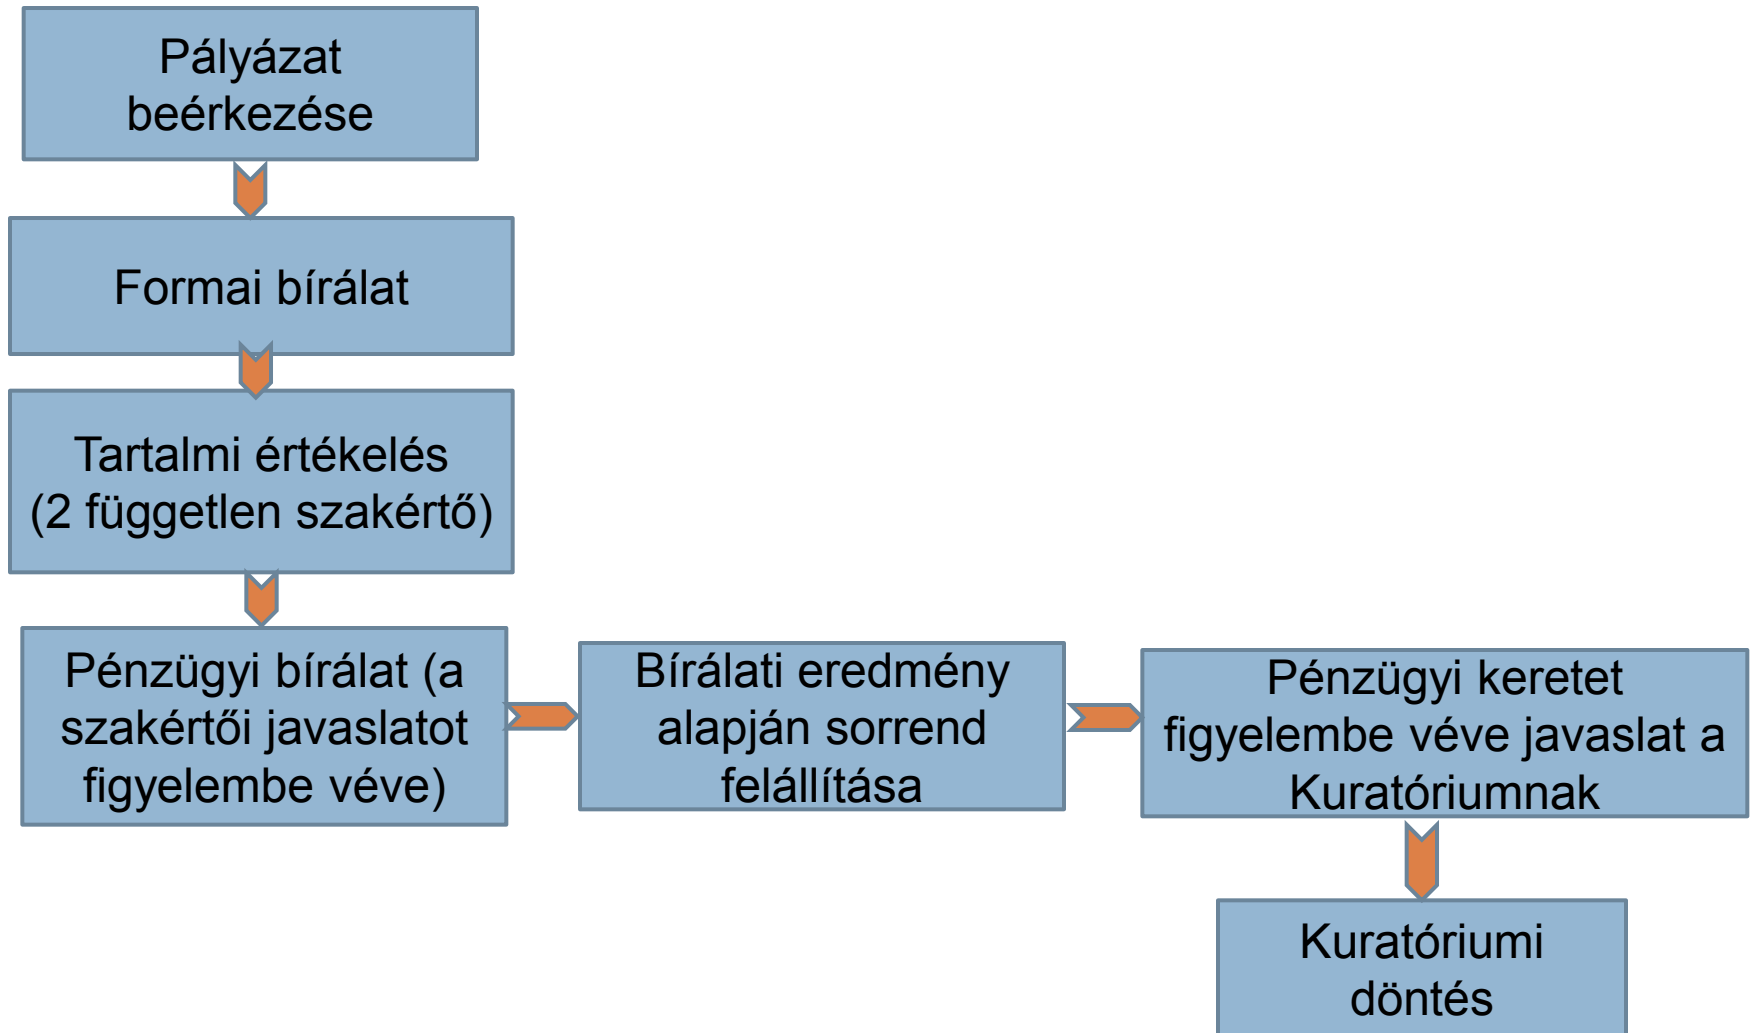 Pályázat
beérkezése
Formai bírálat
Tartalmi értékelés
(2 független szakértő)
Pénzügyi bírálat (a
szakértői javaslatot
figyelembe véve)
Bírálati eredmény
alapján sorrend
felállítása
Pénzügyi keretet
figyelembe véve javaslat a
Kuratóriumnak
Kuratóriumi
döntés